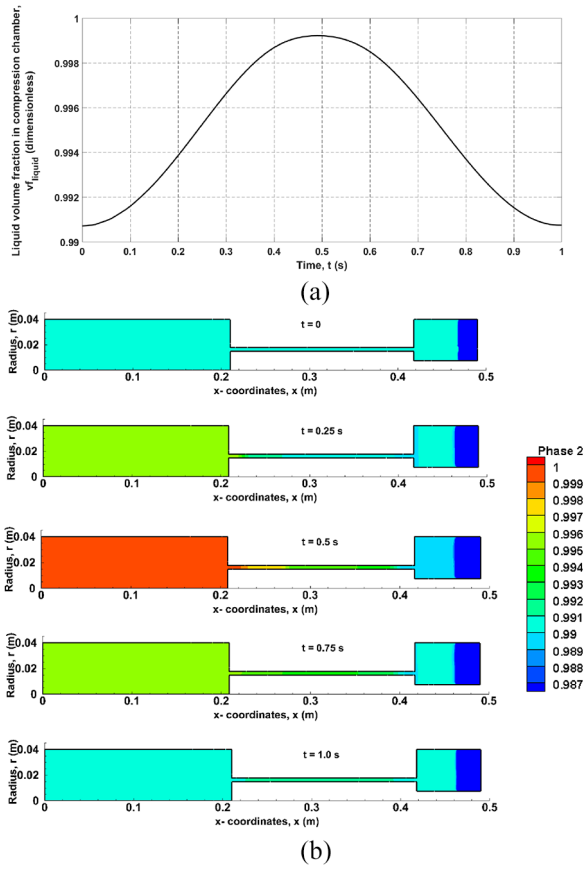 Liquid volume fraction in compression chamber,
vf_liquid (dimensionless)
1
0.998
0.996
0.994
0.992
0.99
0 0.1 0.2 0.3 0.4 0.5 0.6 0.7 0.8 0.9 1
Time, t (s)
(a)
Radius, r (m)
0.04
0.02
0
t = 0
0.1 0.2 0.3 0.4 0.5
x- coordinates, x (m)
Radius, r (m)
0.04
0.02
0
t = 0.25 s
0 0.1 0.2 0.3 0.4 0.5
x- coordinates, x (m)
Radius, r (m)
0.04
0.02
0
t = 0.5 s
0 0.1 0.2 0.3 0.4 0.5
x- coordinates, x (m)
Radius, r (m)
0.04
0.02
0
t = 0.75 s
0 0.1 0.2 0.3 0.4 0.5
x- coordinates, x (m)
Radius, r (m)
0.04
0.02
0
t = 1.0 s
0 0.1 0.2 0.3 0.4 0.5
x- coordinates, x (m)
Phase 2
1
0.999
0.998
0.997
0.996
0.995
0.994
0.993
0.992
0.991
0.99
0.989
0.988
0.987
(b)